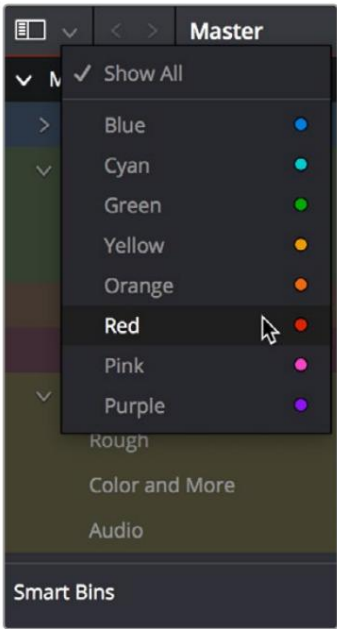 Master
M
Show All
Blue
Cyan
Green
Yellow
Orange
Red
Pink
Purple
Rough
Color and More
Audio
Smart Bins